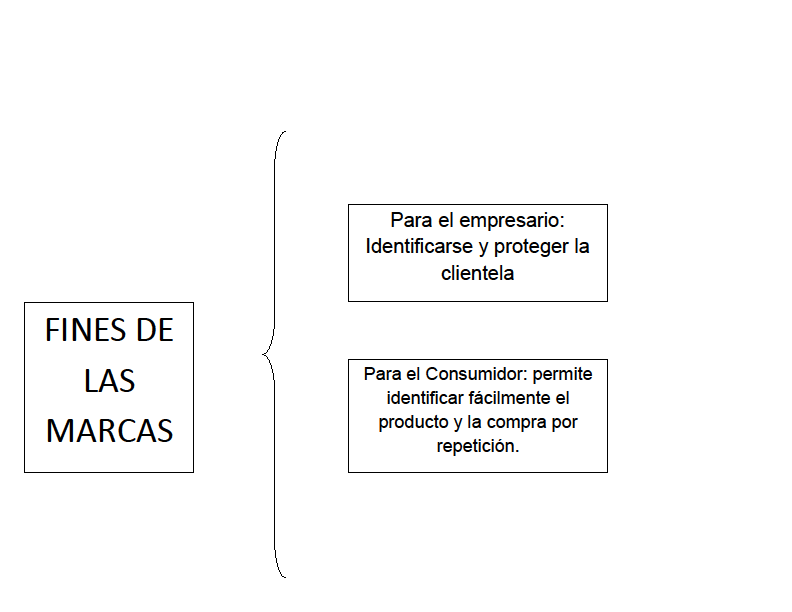 Para el empresario:
Identificarse y proteger la
clientela
FINES DE
LAS
MARCAS
Para el Consumidor: permite
identificar fácilmente el
producto y la compra por
repetición.